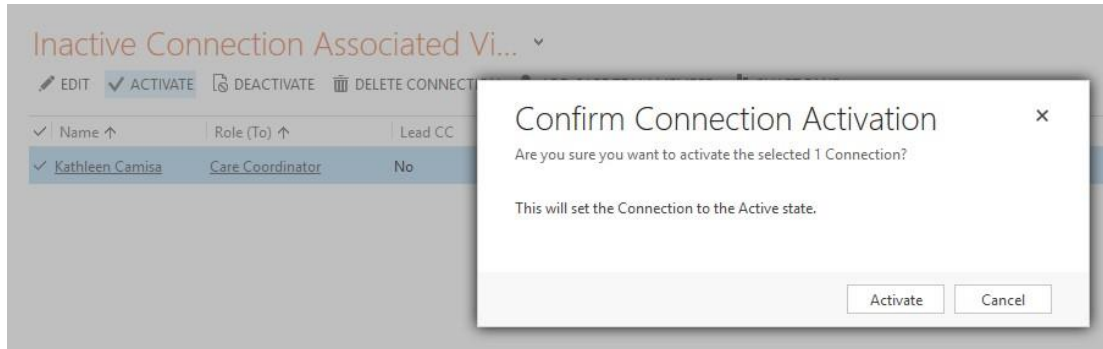 Inactive Connection Associated Vi...
EDIT ACTIVATE DEACTIVATE DELETE CONNECTI
Name ↑ Role (To) ↑ Lead CC
Kathleen Camisa Care Coordinator No
Confirm Connection Activation
Are you sure you want to activate the selected 1 Connection?
This will set the Connection to the Active state.
Activate Cancel